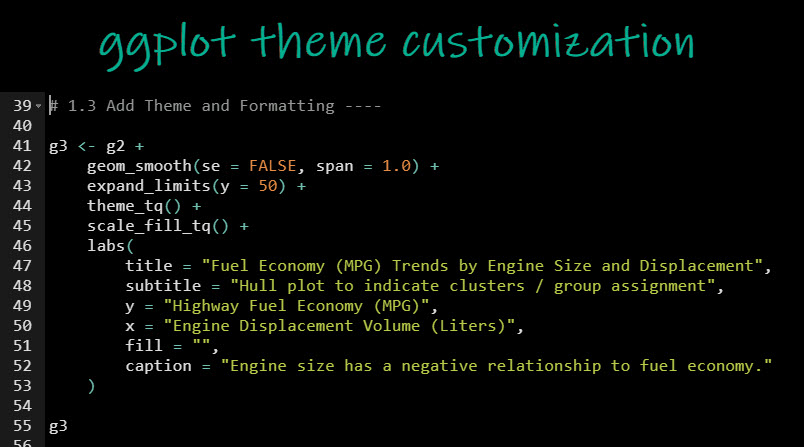 ggplot theme customization
39 # 1.3 Add Theme and Formatting ----
40
41 g3 <- g2 +
42     geom_smooth(se = FALSE, span = 1.0) +
43     expand_limits(y = 50) +
44     theme_tq() +
45     scale_fill_tq() +
46     labs(
47         title = "Fuel Economy (MPG) Trends by Engine Size and Displacement",
48         subtitle = "Hull plot to indicate clusters / group assignment",
49         y = "Highway Fuel Economy (MPG)",
50         x = "Engine Displacement Volume (Liters)",
51         fill = "",
52         caption = "Engine size has a negative relationship to fuel economy."
53     )
54
55 g3
56